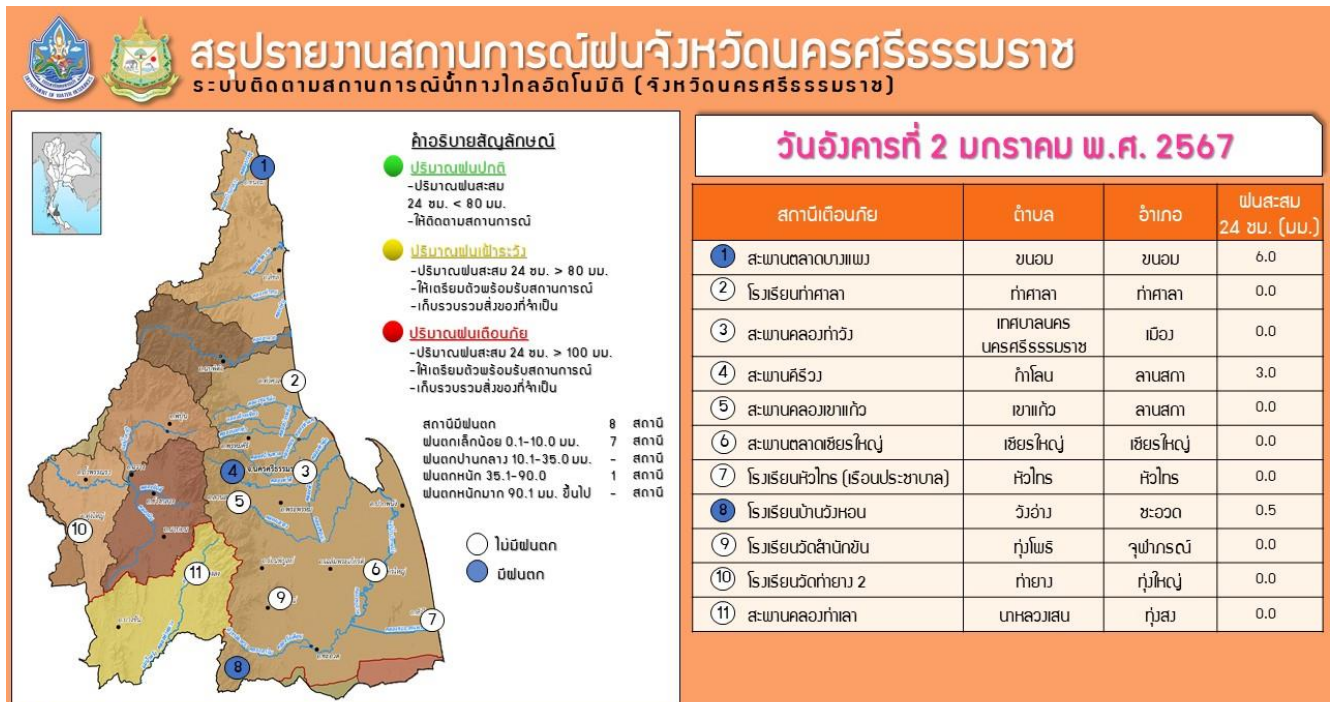 สรุปรายงานสถานการณ์ฝนจังหวัดนครศรีธรรมราช
ระบบติดตามสถานการณ์น้ำทางไกลอัตโนมัติ (จังหวัดนครศรีธรรมราช)
คำอธิบายสัญลักษณ์
ปริมาณฝนปกติ
-ปริมาณฝนสะสม
24 ชม. < 80 มม.
-ให้ติดตามสถานการณ์
ปริมาณฝนเฝ้าระวัง
-ปริมาณฝนสะสม 24 ชม. > 80 มม.
-ให้เตรียมตัวพร้อมรับสถานการณ์
-เก็บรวบรวมสิ่งของที่จำเป็น
ปริมาณฝนเตือนภัย
-ปริมาณฝนสะสม 24 ชม. > 100 มม.
-ให้เตรียมตัวพร้อมรับสถานการณ์
-เก็บรวบรวมสิ่งของที่จำเป็น
สถานีมีฝนตก 8 สถานี
ฝนตกเล็กน้อย 0.1-10.0 มม. 7 สถานี
ฝนตกปานกลาง 10.1-35.0 มม. - สถานี
ฝนตกหนัก 35.1-90.0 1 สถานี
ฝนตกหนักมาก 90.1 มม. ขึ้นไป - สถานี
ไม่มีฝนตก
มีฝนตก
1
2
4
3
5
10
11
6
9
7
8
วันอังคารที่ 2 มกราคม พ.ศ. 2567
สถานีเตือนภัย ตำบล อำเภอ ฝนสะสม
24 ชม. (มม.)
1 สะพานตลาดบางแพง ขนอม ขนอม 6.0
2 โรงเรียนท่าศาลา ท่าศาลา ท่าศาลา 0.0
3 สะพานคลองท่าวัง เทศบาลนคร
นครศรีธรรมราช เมือง 0.0
4 สะพานคีรีวง กำโลน ลานสกา 3.0
5 สะพานคลองเขาแก้ว เขาแก้ว ลานสกา 0.0
6 สะพานตลาดเชียรใหญ่ เชียรใหญ่ เชียรใหญ่ 0.0
7 โรงเรียนหัวไทร (เรือนประชาบาล) หัวไทร หัวไทร 0.0
8 โรงเรียนบ้านวังหอน วังอ่าง ชะอวด 0.5
9 โรงเรียนวัดสำนักขัน ทุ่งโพธิ จุฬาภรณ์ 0.0
10 โรงเรียนวัดท่ายาง 2 ท่ายาง ทุ่งใหญ่ 0.0
11 สะพานคลองท่าเลา นาหลวงเสน ทุ่งสง 0.0